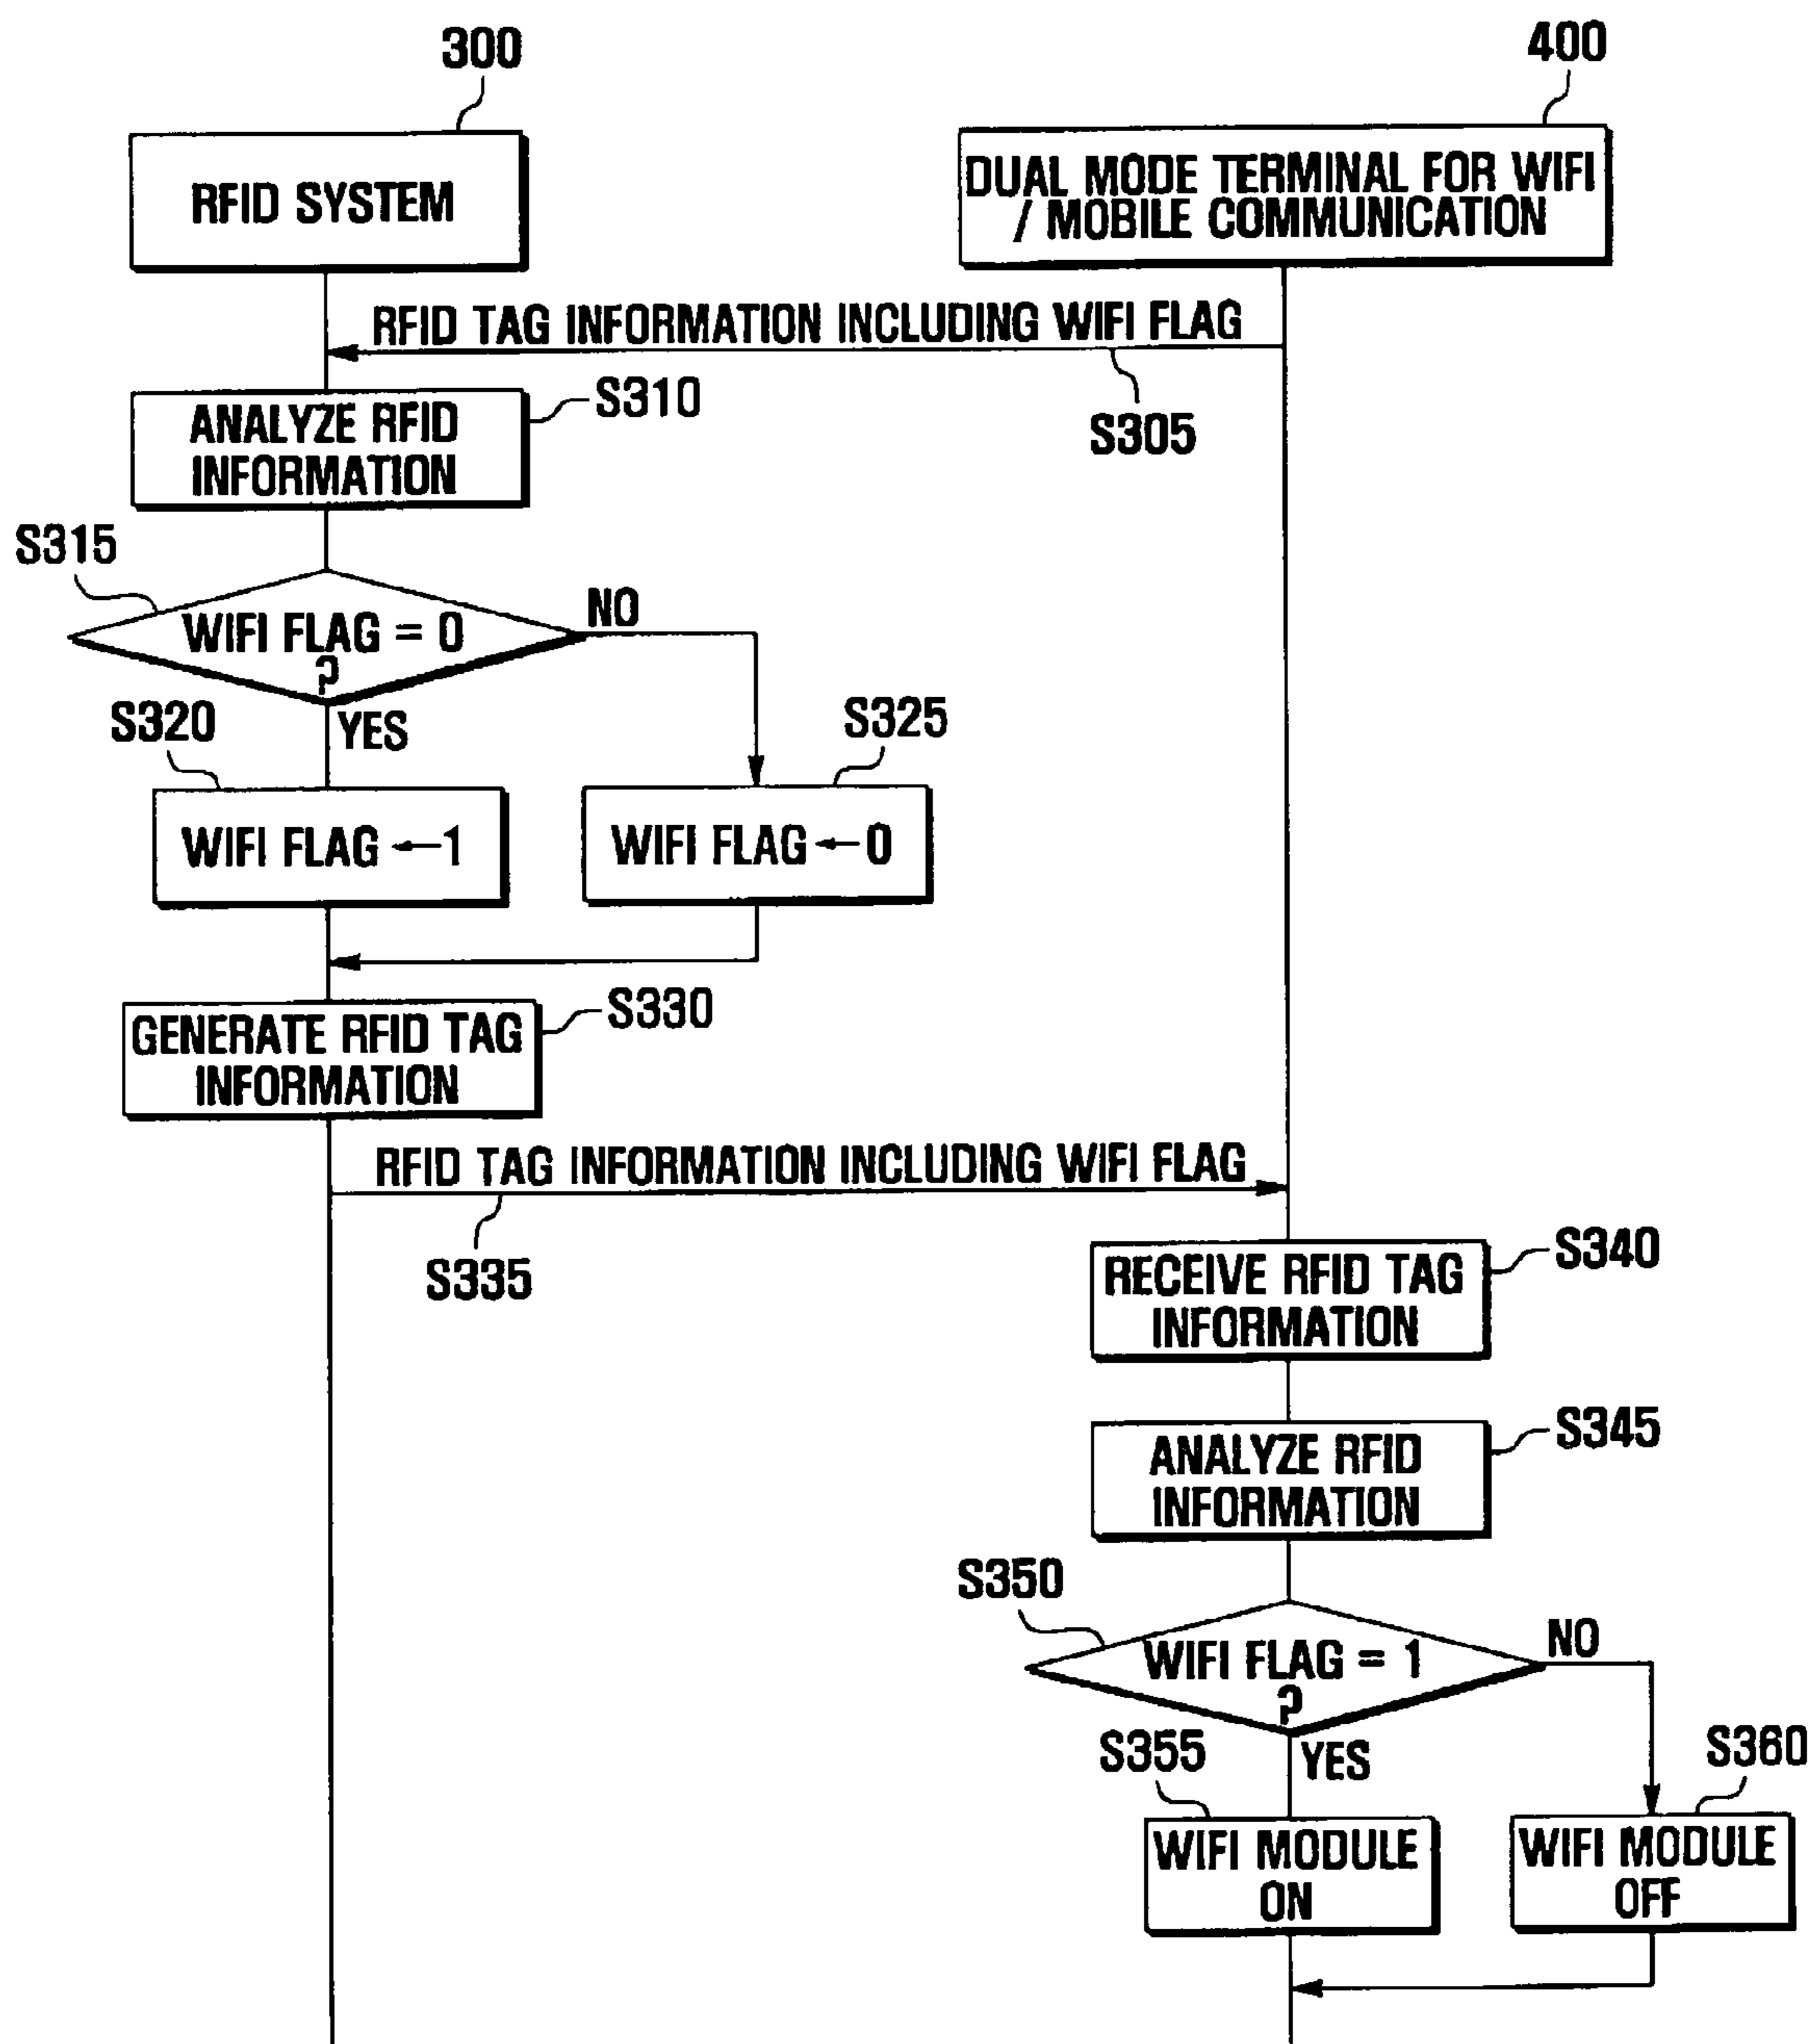 300
400
RFID SYSTEM
DUAL MODE TERMINAL FOR WIFI
/ MOBILE COMMUNICATION
RFID TAG INFORMATION INCLUDING WIFI FLAG
S305
ANALYZE RFID
INFORMATION
S310
S315
WIFI FLAG = 0
?
NO
YES
S320
WIFI FLAG ← 1
S325
WIFI FLAG ← 0
GENERATE RFID TAG
INFORMATION
S330
RFID TAG INFORMATION INCLUDING WIFI FLAG
S335
RECEIVE RFID TAG
INFORMATION
S340
ANALYZE RFID
INFORMATION
S345
S350
WIFI FLAG = 1
?
NO
YES
S355
WIFI MODULE
ON
S360
WIFI MODULE
OFF